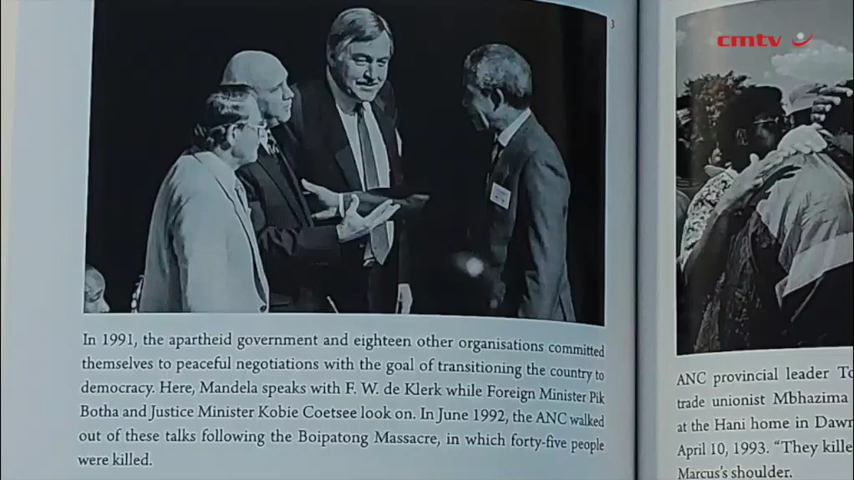 cmtv
3
In 1991, the apartheid government and eighteen other organisations committed
themselves to peaceful negotiations with the goal of transitioning the country to
democracy. Here, Mandela speaks with F. W. de Klerk while Foreign Minister Pik
Botha and Justice Minister Kobie Coetsee look on. In June 1992, the ANC walked
out of these talks following the Boipatong Massacre, in which forty-five people
were killed.
ANC provincial leader To
trade unionist Mbhazima
at the Hani home in Dawn
April 10, 1993. "They kille
Marcus's shoulder.